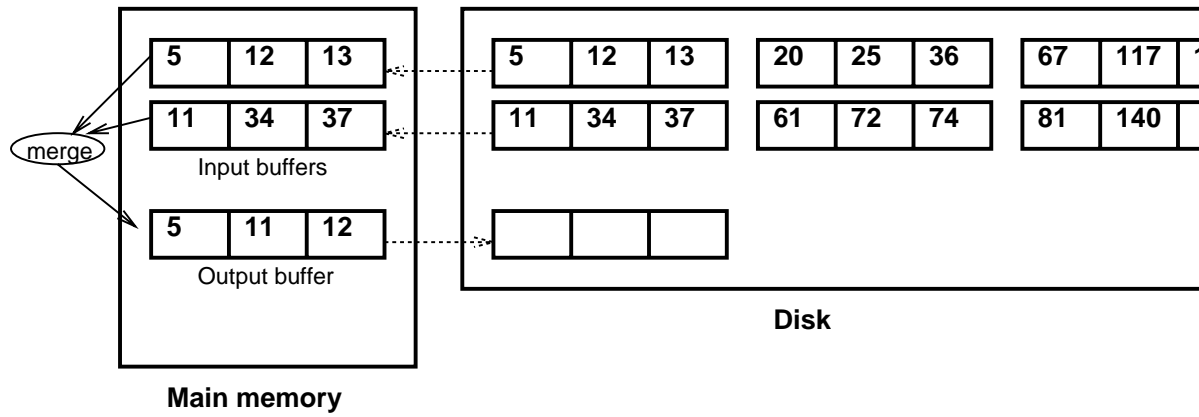 5 12 13 5 12 13 20 25 36 67 117
11 34 37 11 34 37 61 72 74 81 140
merge
Input buffers
5 11 12
Output buffer
Disk
Main memory